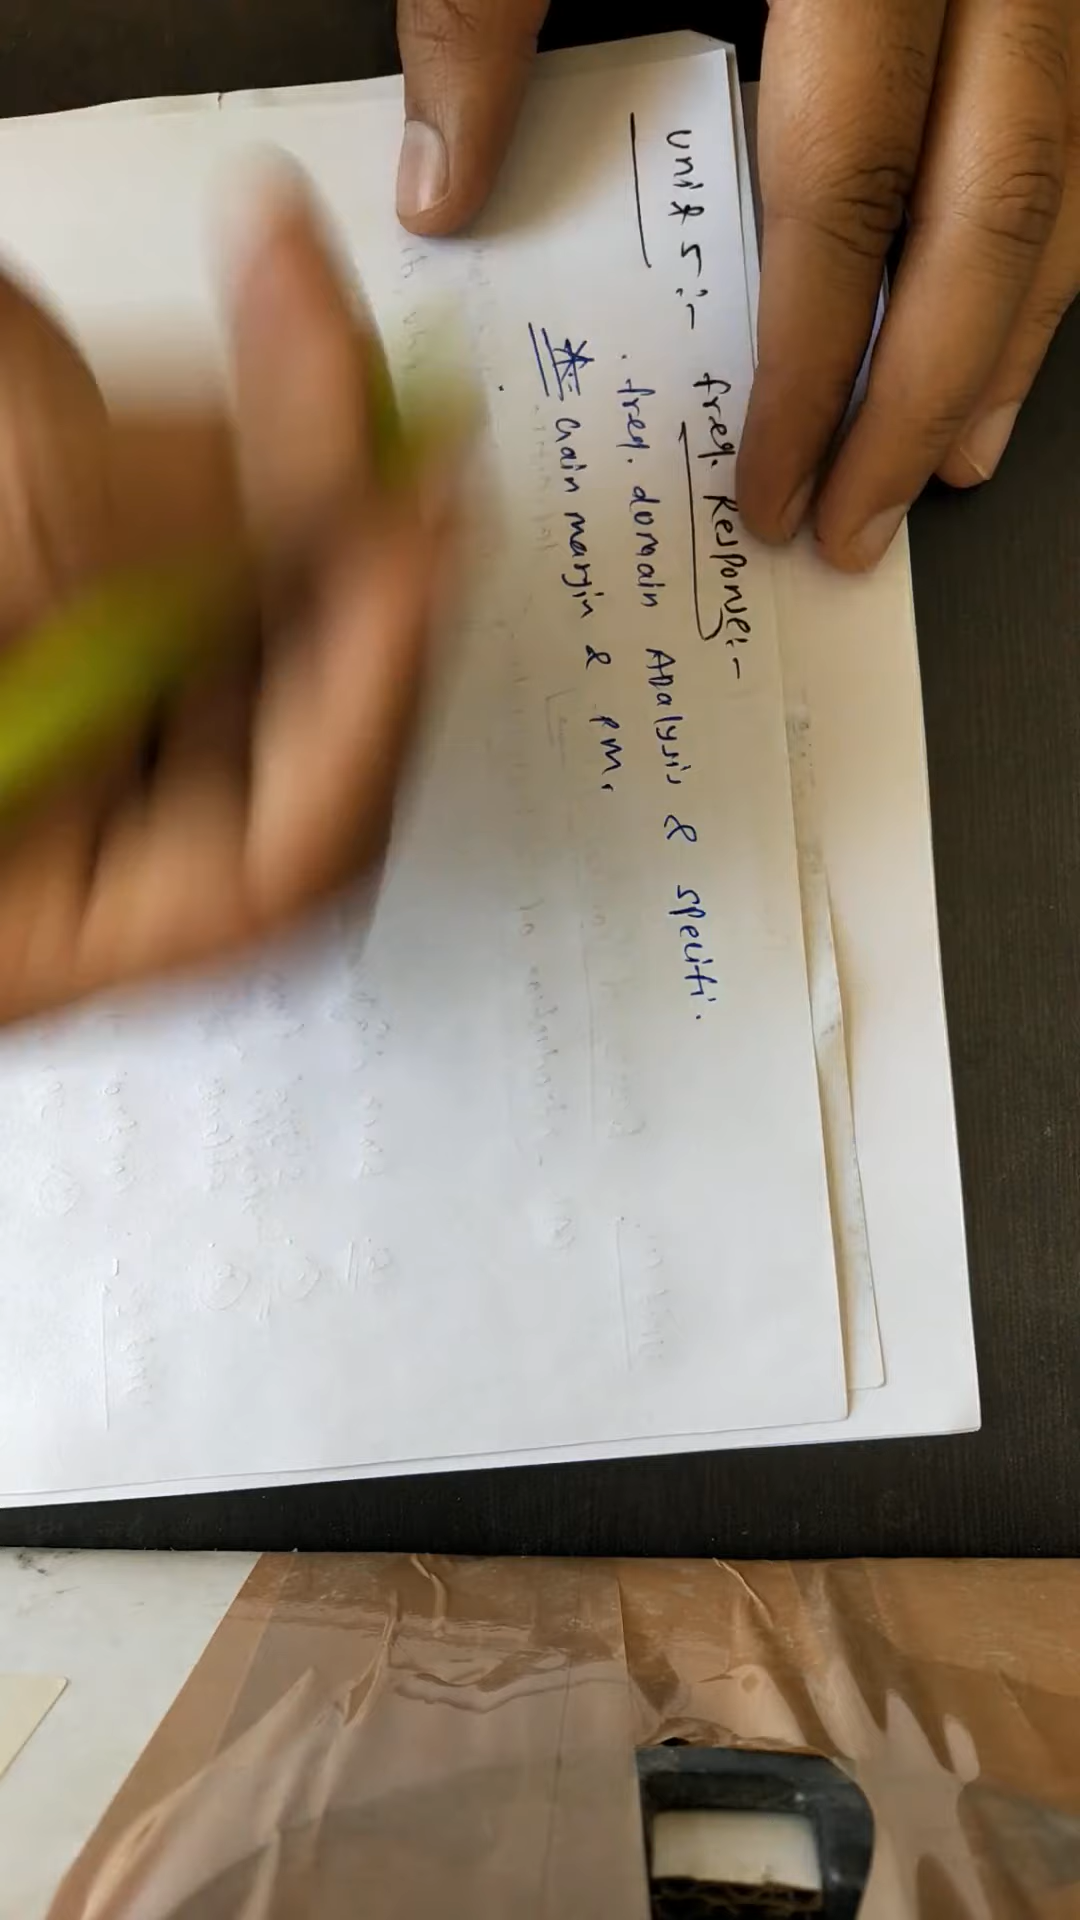 Unit 5:- freq. Response:-
. freq. domain Analysis & specifi.
* Gain margin & PM.